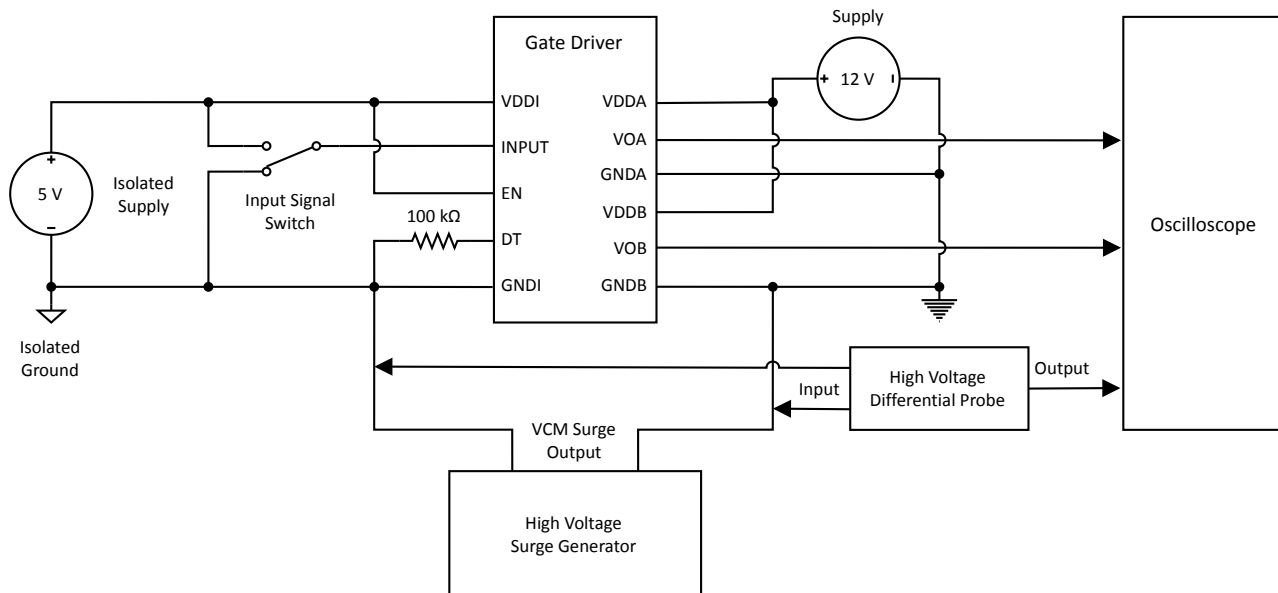 Supply
Gate Driver
+ 12 V −
VDDI
VDDA
VOA
INPUT
+
GNDA
5 V
Isolated
Supply
Input Signal
Switch
EN
VDDB
100 kΩ
DT
VOB
Oscilloscope
−
GNDI
GNDB
Isolated
Ground
High Voltage
Differential Probe
Input
Output
VCM Surge
Output
High Voltage
Surge Generator